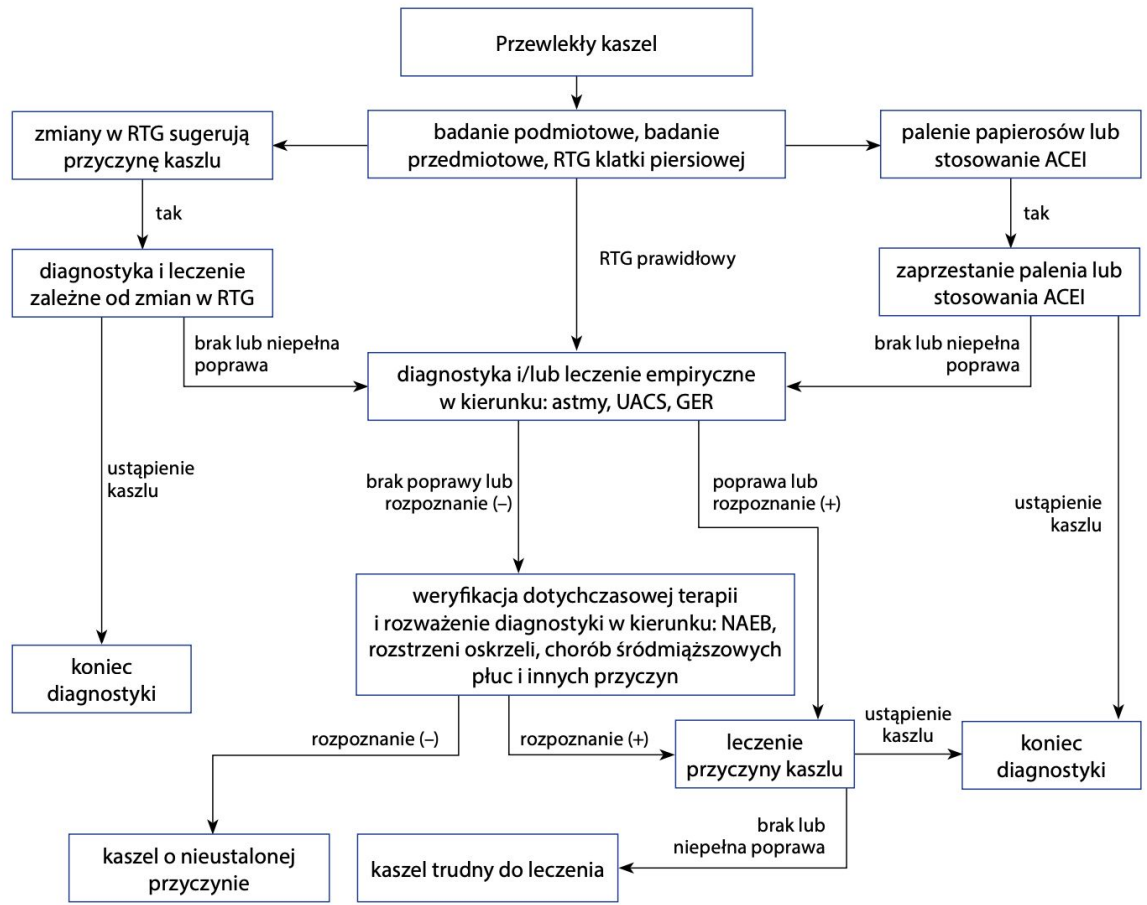 Przewlekły kaszel
zmiany w RTG sugerują
przyczynę kaszlu
badanie podmiotowe, badanie
przedmiotowe, RTG klatki piersiowej
palenie papierosów lub
stosowanie ACEI
tak
RTG prawidłowy
tak
diagnostyka i leczenie
zależne od zmian w RTG
zaprzestanie palenia lub
stosowania ACEI
brak lub niepełna
poprawa
brak lub niepełna
poprawa
diagnostyka i/lub leczenie empiryczne
w kierunku: astmy, UACS, GER
ustąpienie
kaszlu
brak poprawy lub
rozpoznanie (–)
poprawa lub
rozpoznanie (+)
ustąpienie
kaszlu
weryfikacja dotychczasowej terapii
i rozważenie diagnostyki w kierunku: NAEB,
rozstrzeni oskrzeli, chorób śródmiąższowych
płuc i innych przyczyn
koniec
diagnostyki
rozpoznanie (–)
rozpoznanie (+)
leczenie
przyczyny kaszlu
ustąpienie
kaszlu
koniec
diagnostyki
brak lub
niepełna poprawa
kaszel o nieustalonej
przyczynie
kaszel trudny do leczenia